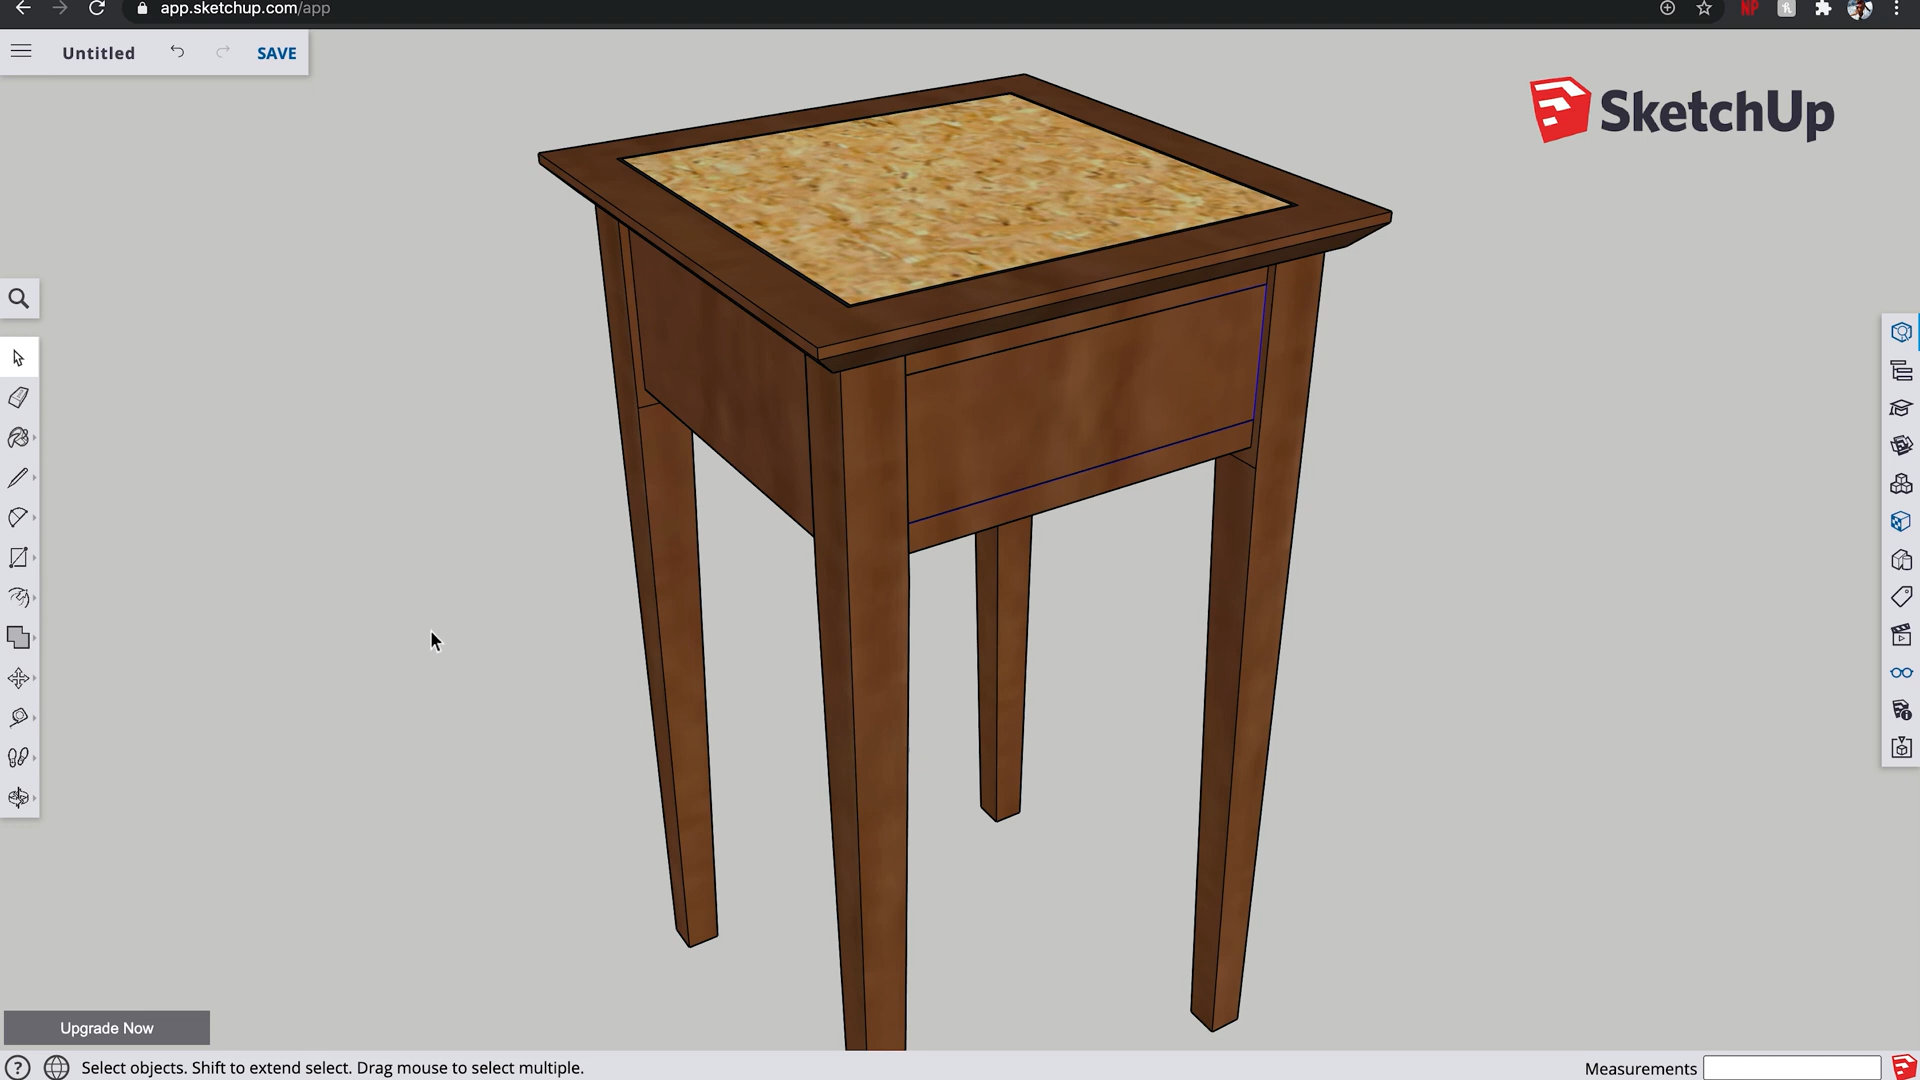 app.sketchup.com/app
NP
Untitled
SAVE
SketchUp
Upgrade Now
Select objects. Shift to extend select. Drag mouse to select multiple.
Measurements